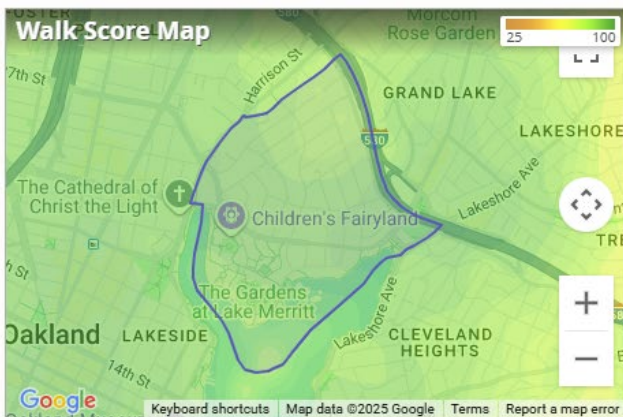 OSTER
Walk Score Map
580
Morcom
Rose Garden
25
100
7th St
Harrison St
GRAND LAKE
580
LAKESHORE
The Cathedral of
Christ the Light
Children's Fairyland
Lakeshore Ave
TRE
h St
The Gardens
at Lake Merritt
Oakland
LAKESIDE
Lakeshore Ave
CLEVELAND
HEIGHTS
14th St
Google
Keyboard shortcuts
Map data ©2025 Google
Terms
Report a map error